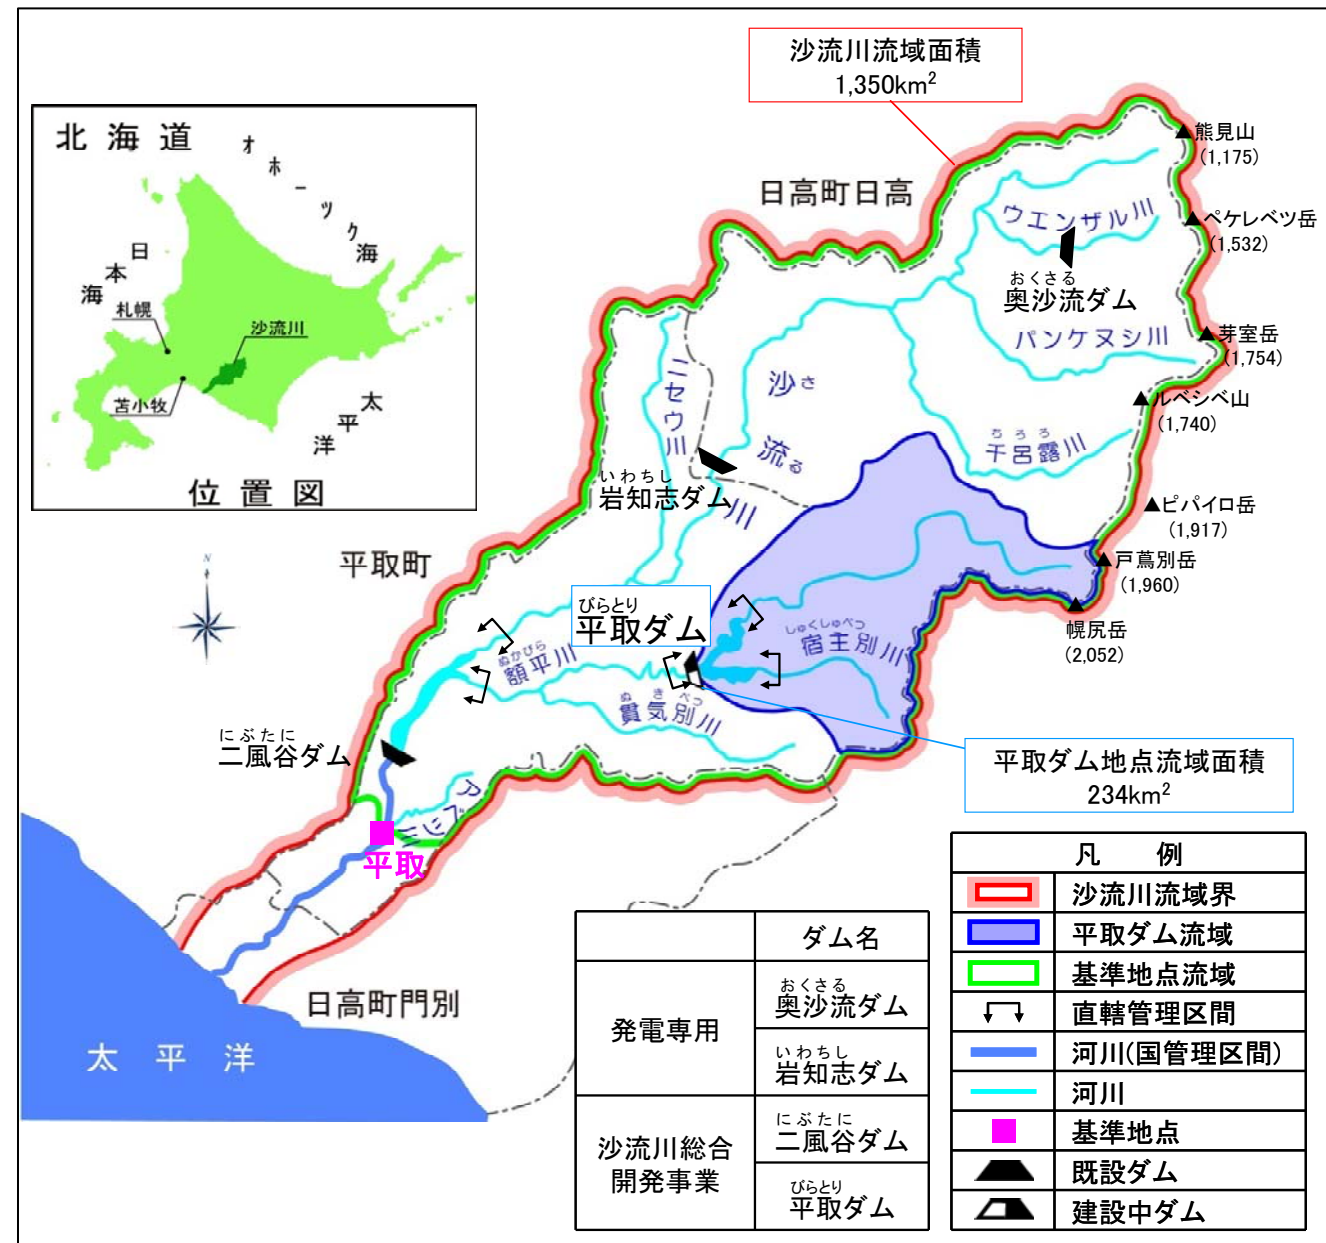 沙流川流域面積
1,350km²
北海道
オホーツク海
日本海
札幌
沙流川
苫小牧
太平洋
位置図
熊見山
(1,175)
ペケレベツ岳
(1,532)
芽室岳
(1,754)
ルベシベ山
(1,740)
ピパイロ岳
(1,917)
戸蔦別岳
(1,960)
幌尻岳
(2,052)
日高町日高
ウエンザル川
おくさる
奥沙流ダム
パンケヌシ川
ちろろ
千呂露川
ニセウ川
沙流川
さる
いわちし
岩知志ダム
平取町
N
びらとり
平取ダム
しゅくしゅべつ
宿主別川
ぬかびら
額平川
ぬきべつ
貫気別川
にぶたに
二風谷ダム
平取
平取ダム地点流域面積
234km²
日高町門別
太平洋
ダム名
発電専用
おくさる
奥沙流ダム
いわちし
岩知志ダム
沙流川総合
開発事業
にぶたに
二風谷ダム
びらとり
平取ダム
凡例
沙流川流域界
平取ダム流域
基準地点流域
直轄管理区間
河川(国管理区間)
河川
基準地点
既設ダム
建設中ダム